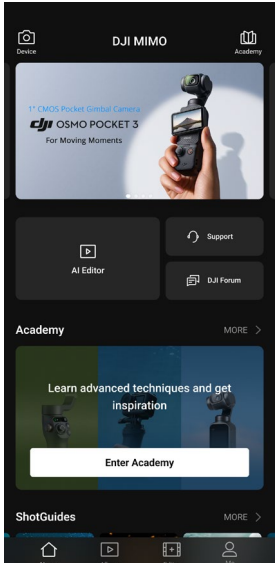 DJI MIMO
Device
Academy
1" CMOS Pocket Gimbal Camera
dji OSMO POCKET 3
For Moving Moments
AI Editor
Support
DJI Forum
Academy
MORE >
Learn advanced techniques and get
inspiration
Enter Academy
ShotGuides
MORE >